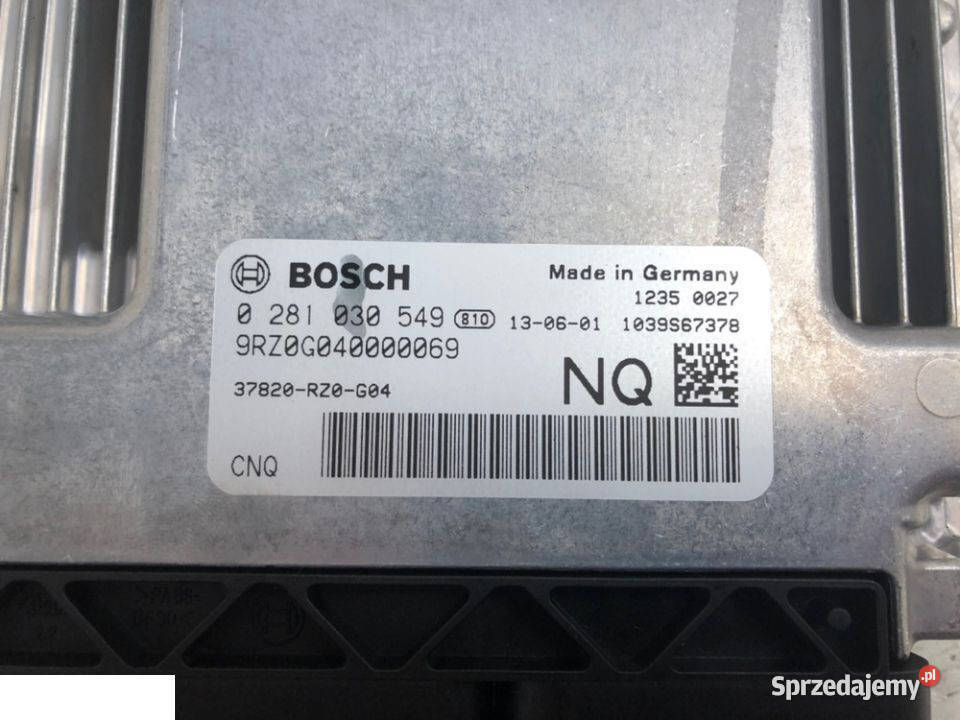 BOSCH
Made in Germany
1235 0027
0 281 030 549 810 13-06-01 1039S67378
9RZ0G040000069
37820-RZ0-G04
NQ
CNQ
Sprzedajemy.pl